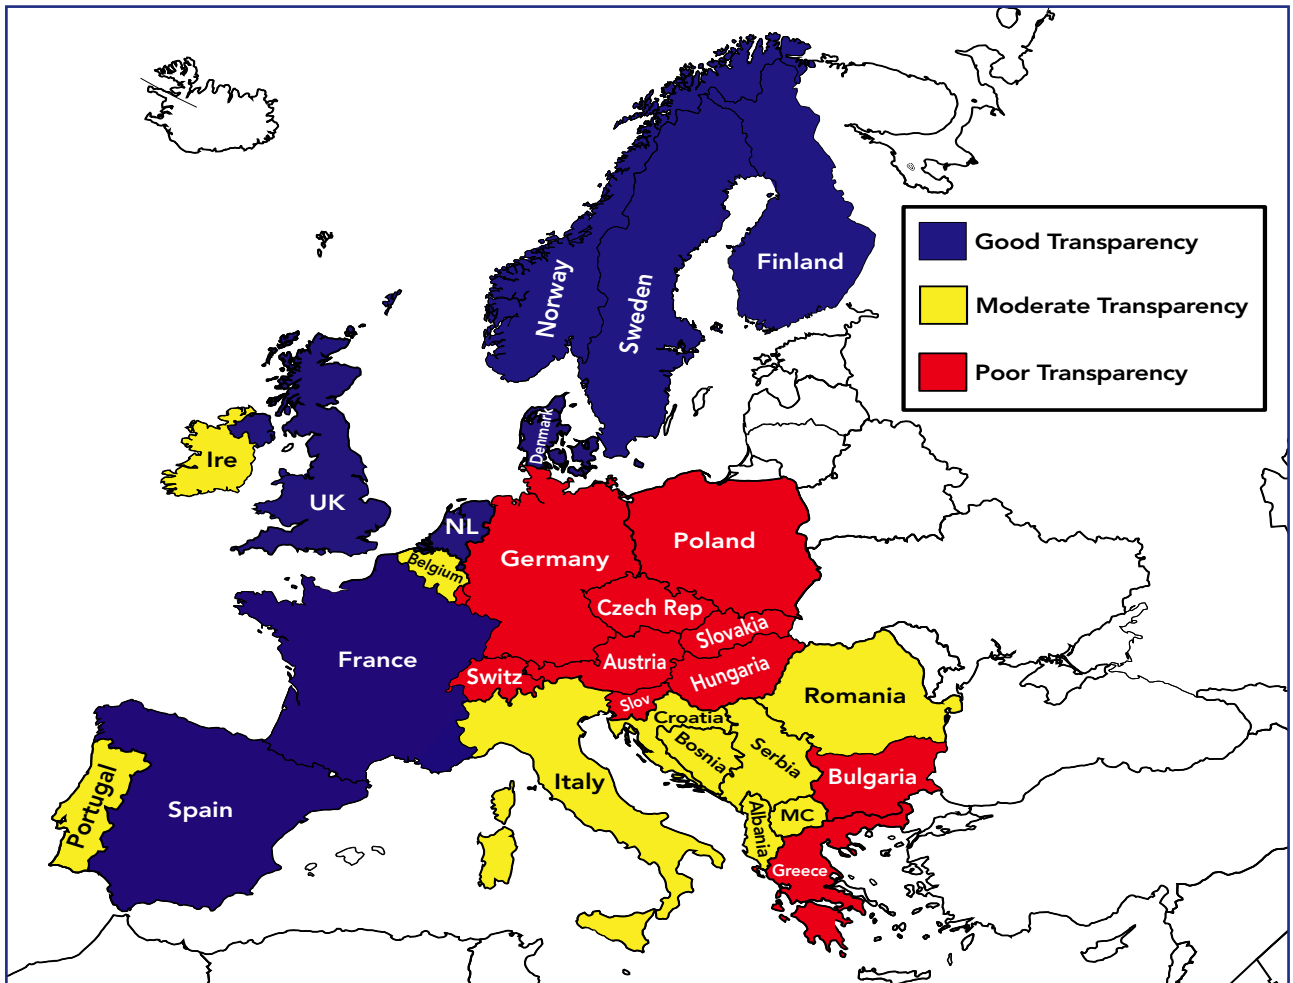 Good Transparency
Moderate Transparency
Poor Transparency
Norway
Sweden
Finland
Denmark
Ire
UK
NL
Belgium
Germany
Poland
Czech Rep
Slovakia
France
Switz
Austria
Hungaria
Slov
Croatia
Romania
Bosnia
Serbia
Italy
Bulgaria
Portugal
Spain
Albania
MC
Greece